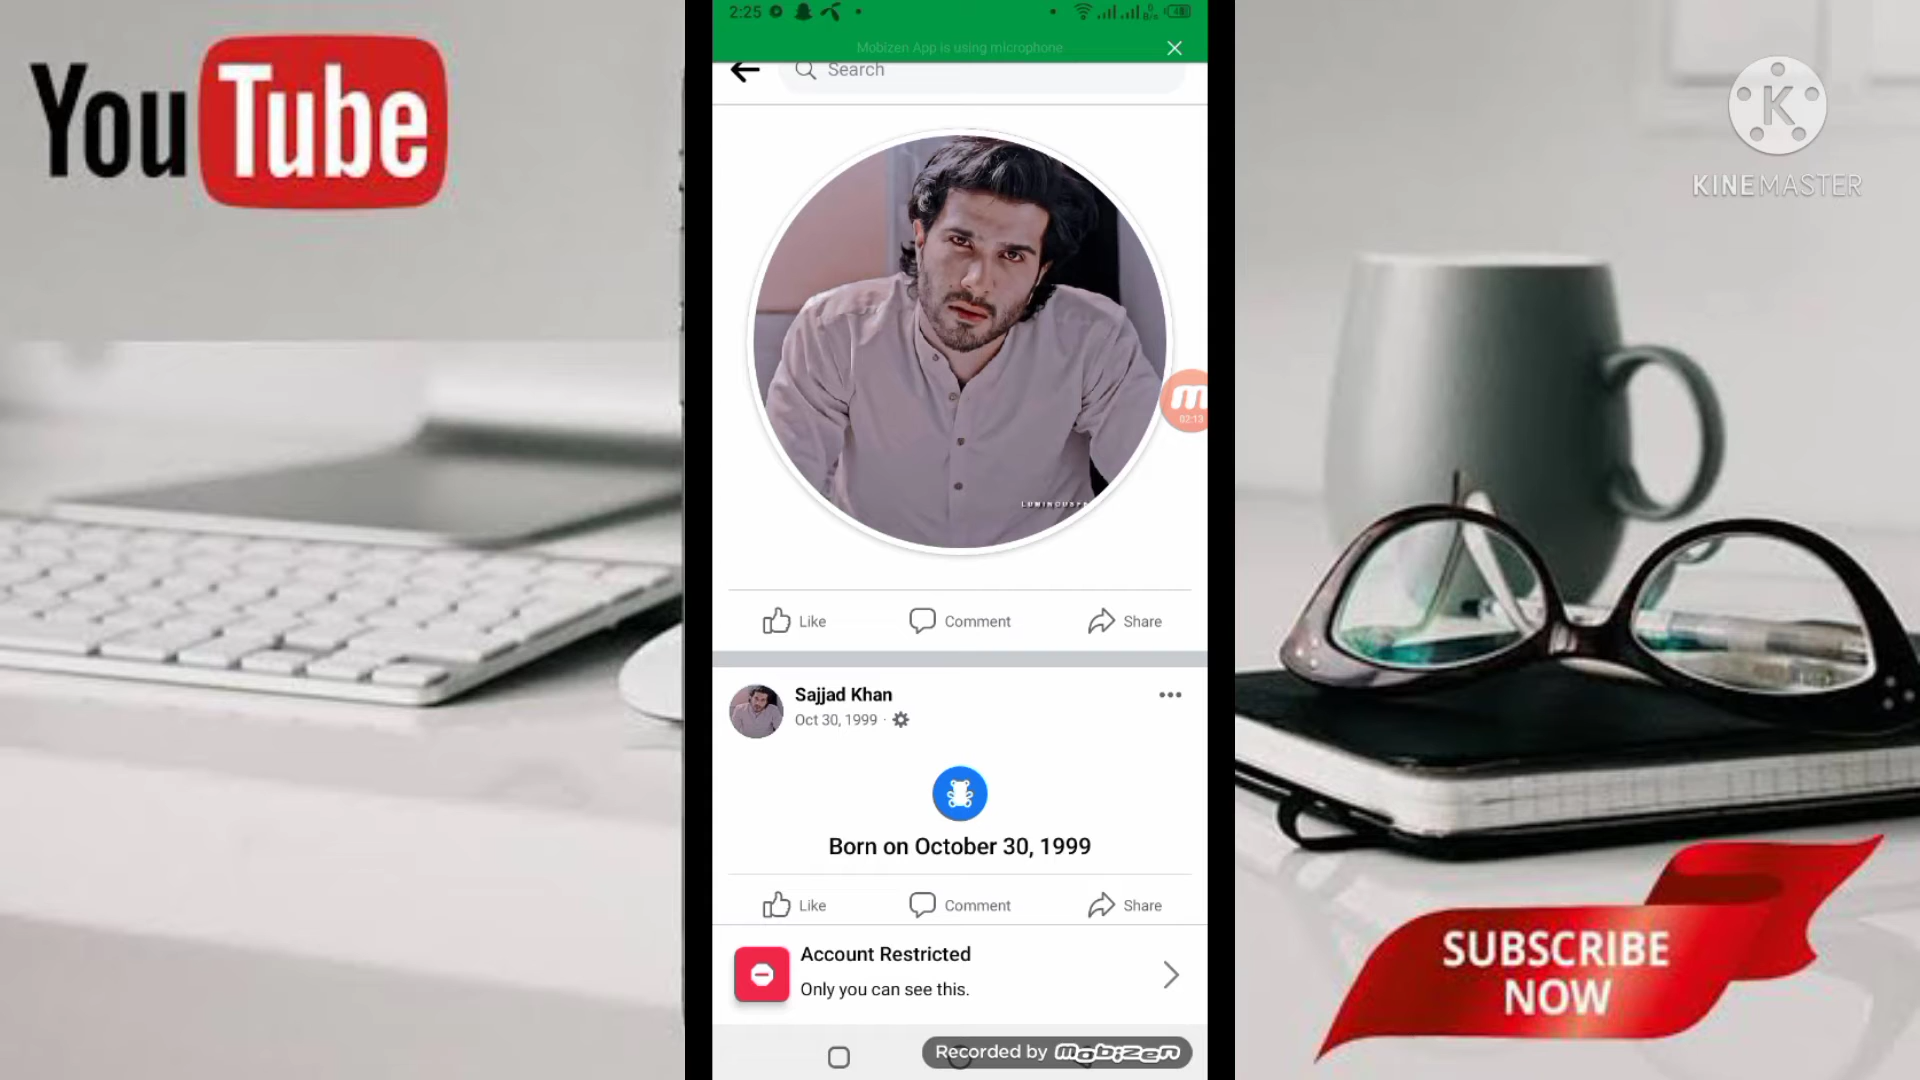 YouTube
2:25
Mobizen App is using microphone
Search
KINEMASTER
02:13
Like
Comment
Share
Sajjad Khan
Oct 30, 1999
Born on October 30, 1999
Like
Comment
Share
Account Restricted
Only you can see this.
Recorded by mobizen
SUBSCRIBE
NOW